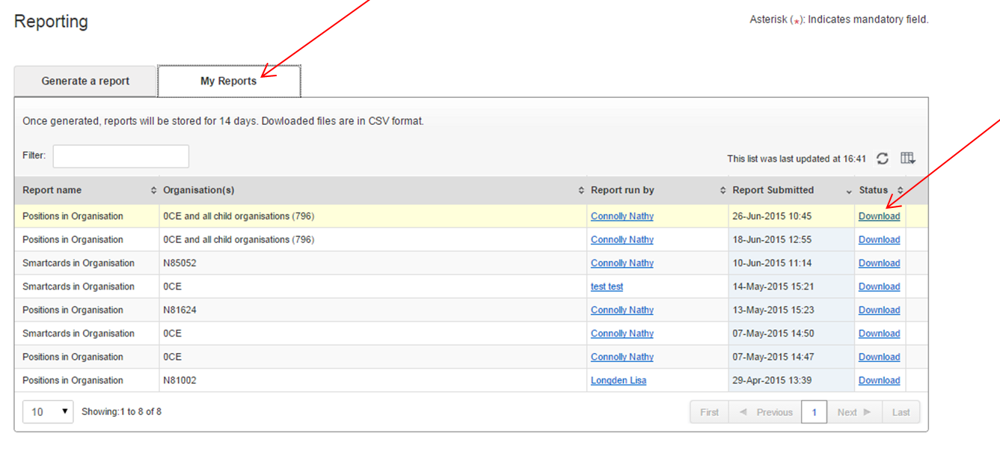 Reporting
Asterisk (*): Indicates mandatory field.
Generate a report My Reports
Once generated, reports will be stored for 14 days. Dowloaded files are in CSV format.
Filter:
This list was last updated at 16:41
Report name Organisation(s) Report run by Report Submitted Status
Positions in Organisation 0CE and all child organisations (796) Connolly Nathy 26-Jun-2015 10:45 Download
Positions in Organisation 0CE and all child organisations (796) Connolly Nathy 18-Jun-2015 12:55 Download
Smartcards in Organisation N85052 Connolly Nathy 10-Jun-2015 11:14 Download
Smartcards in Organisation 0CE test test 14-May-2015 15:21 Download
Positions in Organisation N81624 Connolly Nathy 13-May-2015 15:23 Download
Smartcards in Organisation 0CE Connolly Nathy 07-May-2015 14:50 Download
Positions in Organisation 0CE Connolly Nathy 07-May-2015 14:47 Download
Positions in Organisation N81002 Longden Lisa 29-Apr-2015 13:39 Download
10 Showing:1 to 8 of 8 First Previous 1 Next Last